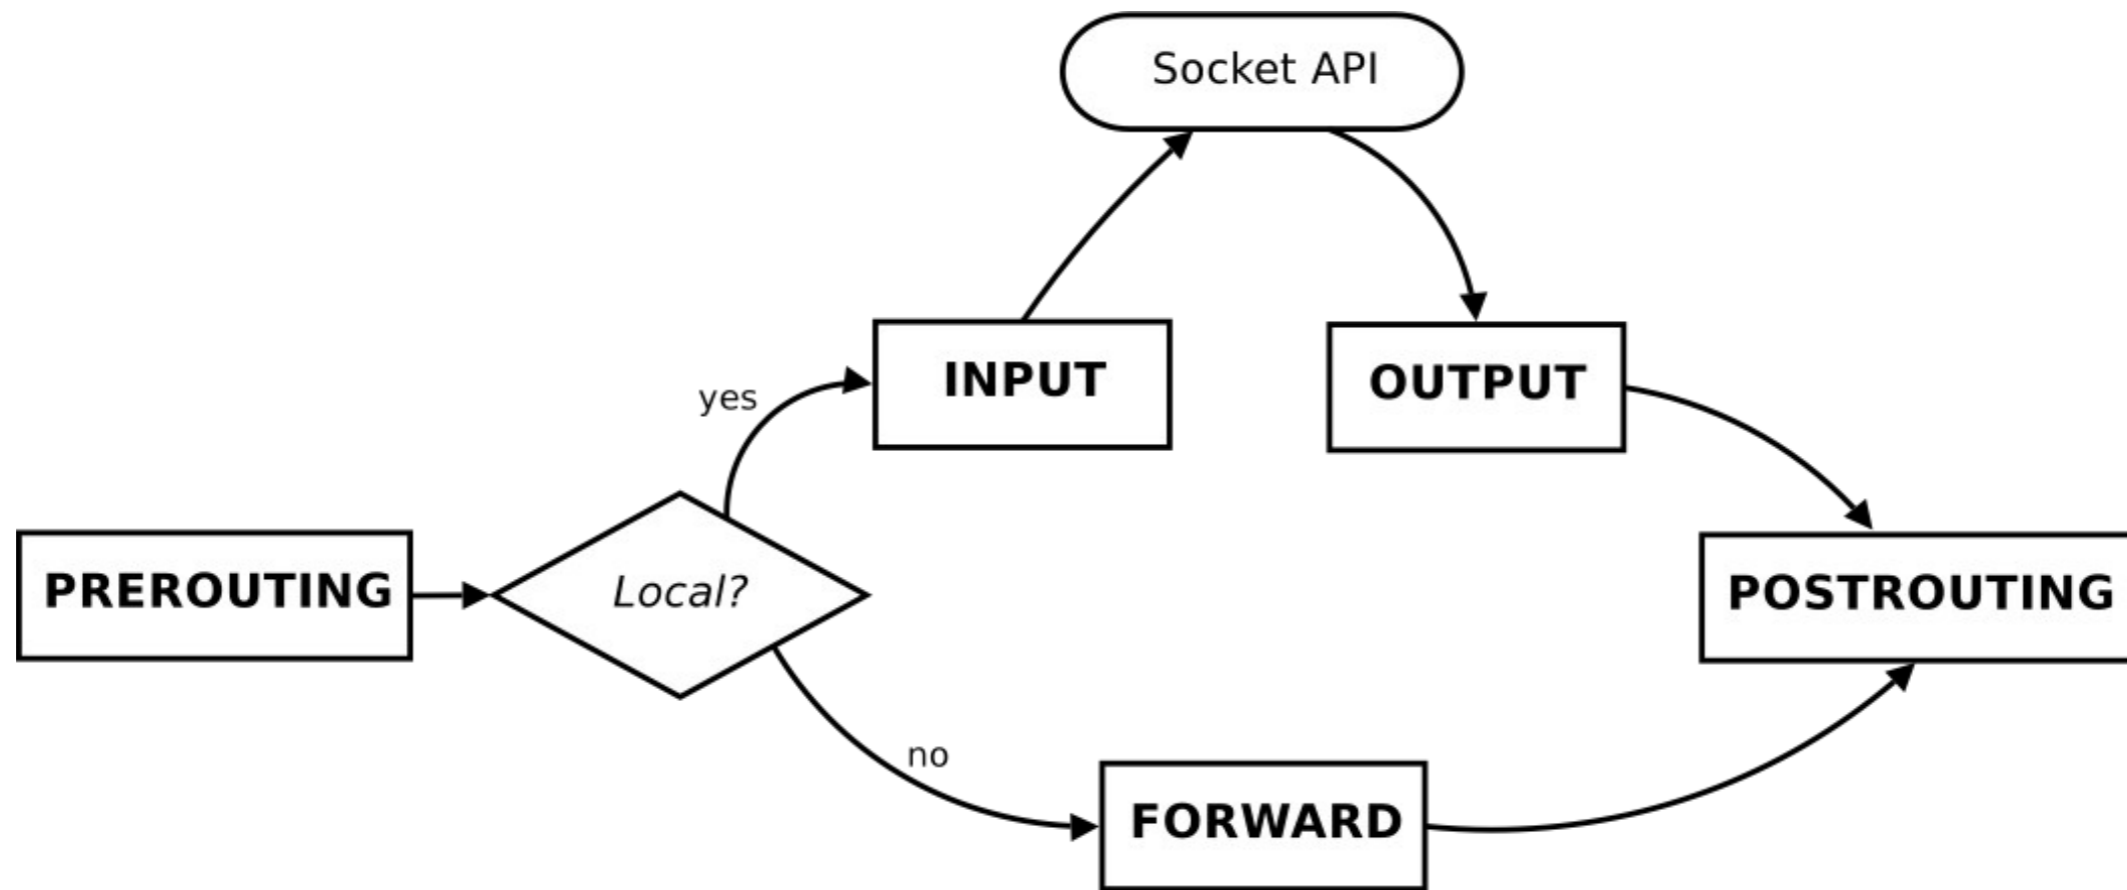 Socket API
INPUT
OUTPUT
yes
PREROUTING
Local?
POSTROUTING
no
FORWARD